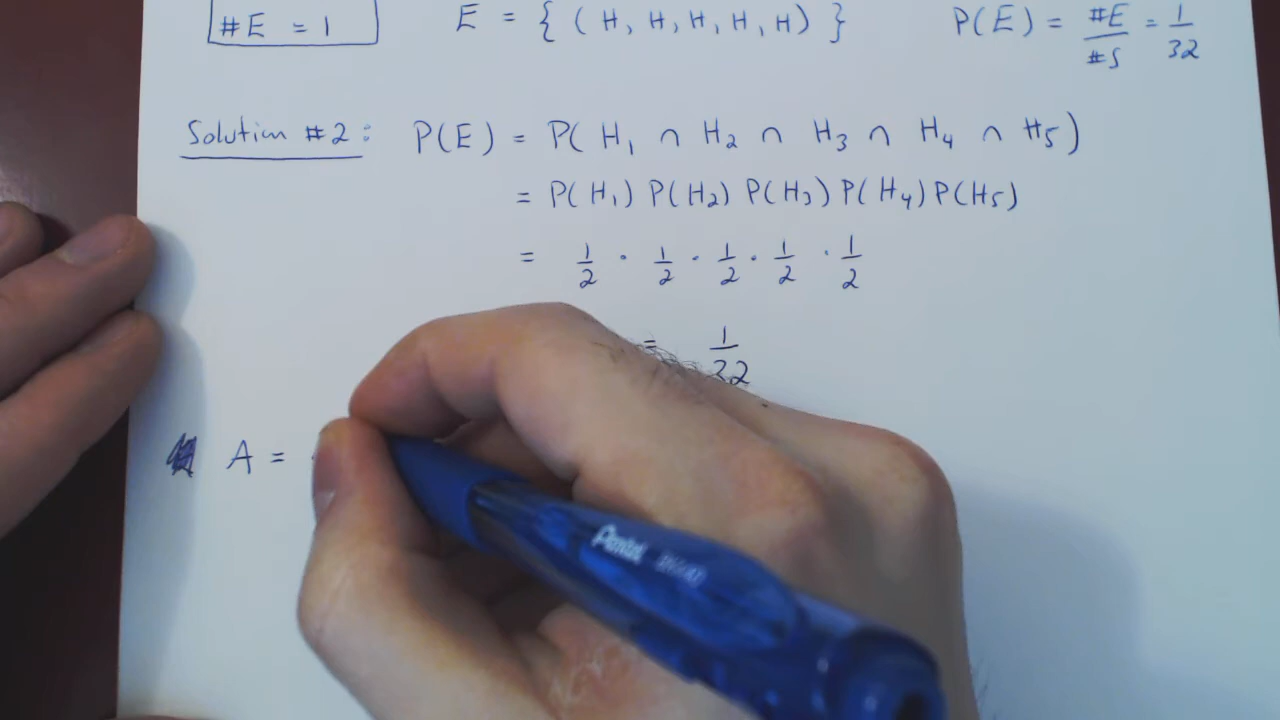 #E = 1 E = { ( H, H, H, H, H ) } P(E) = #E/#S = 1/32
Solution #2: P(E) = P( H₁ ∩ H₂ ∩ H₃ ∩ H₄ ∩ H₅ )
= P(H₁) P(H₂) P(H₃) P(H₄) P(H₅)
= 1/2 · 1/2 · 1/2 · 1/2 · 1/2
= 1/32
A =
Pentel